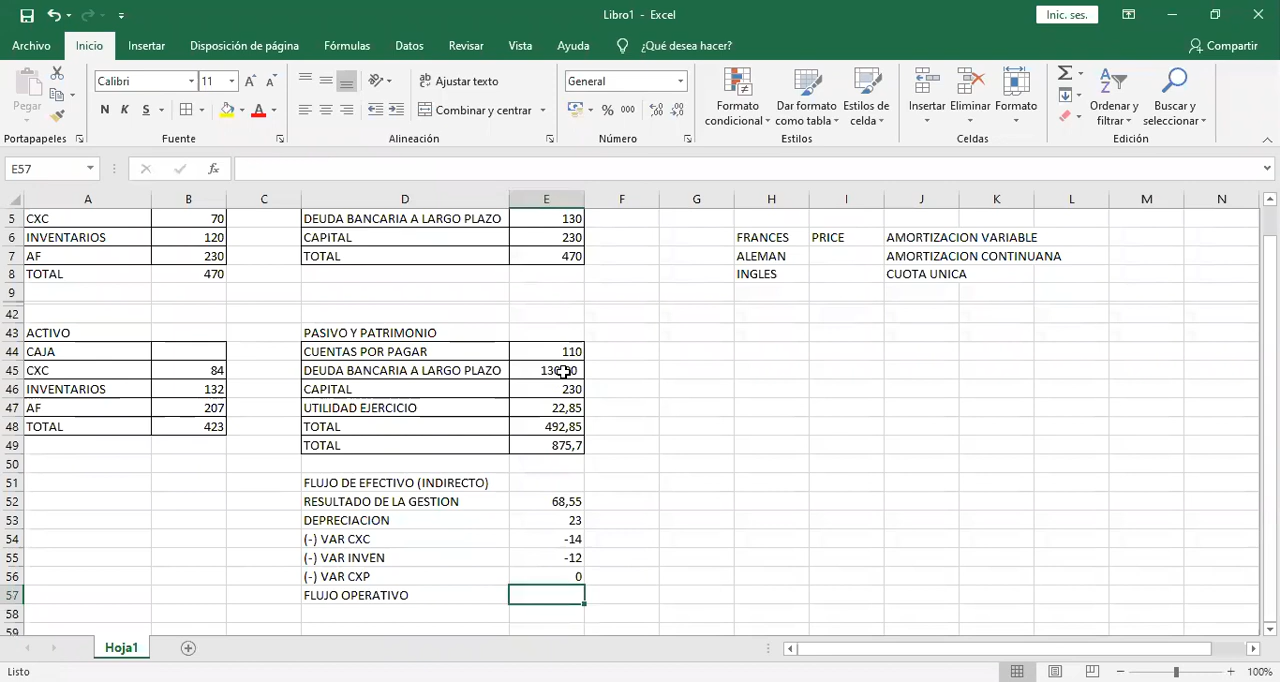 Libro1 - Excel
Inic. ses.
Archivo Inicio Insertar Disposición de página Fórmulas Datos Revisar Vista Ayuda ¿Qué desea hacer? Compartir
Pegar Calibri 11 Ajustar texto General Formato condicional Dar formato como tabla Estilos de celda Insertar Eliminar Formato Ordenar y filtrar Buscar y seleccionar
N K S Combinar y centrar % 000
Portapapeles Fuente Alineación Número Estilos Celdas Edición
E57 fx
A B C D E F G H I J K L M N
5 CXC 70 DEUDA BANCARIA A LARGO PLAZO 130
6 INVENTARIOS 120 CAPITAL 230 FRANCES PRICE AMORTIZACION VARIABLE
7 AF 230 TOTAL 470 ALEMAN AMORTIZACION CONTINUANA
8 TOTAL 470 INGLES CUOTA UNICA
9
42
43 ACTIVO PASIVO Y PATRIMONIO
44 CAJA CUENTAS POR PAGAR 110
45 CXC 84 DEUDA BANCARIA A LARGO PLAZO
46 INVENTARIOS 132 CAPITAL 230
47 AF 207 UTILIDAD EJERCICIO 22,85
48 TOTAL 423 TOTAL 492,85
49 TOTAL 875,7
50
51 FLUJO DE EFECTIVO (INDIRECTO)
52 RESULTADO DE LA GESTION 68,55
53 DEPRECIACION 23
54 (-) VAR CXC -14
55 (-) VAR INVEN -12
56 (-) VAR CXP 0
57 FLUJO OPERATIVO
58
59
Hoja1
Listo 100%